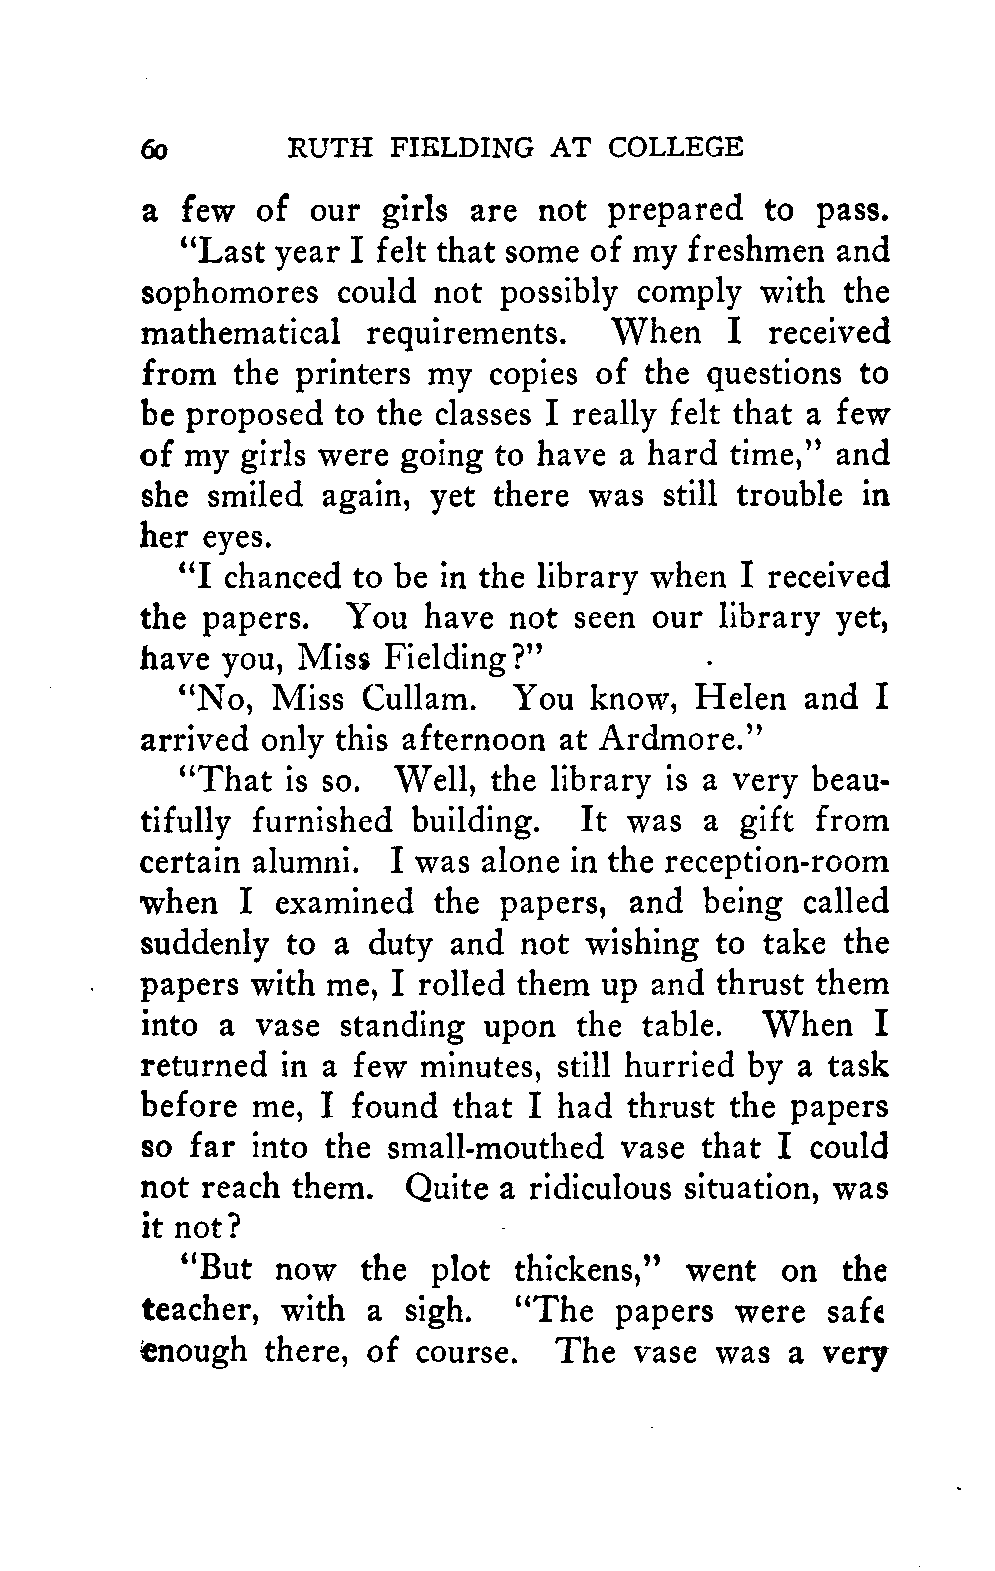 60 RUTH FIELDING AT COLLEGE
a few of our girls are not prepared to pass.
“Last year I felt that some of my freshmen and
sophomores could not possibly comply with the
mathematical requirements. When I received
from the printers my copies of the questions to
be proposed to the classes I really felt that a few
of my girls were going to have a hard time,” and
she smiled again, yet there was still trouble in
her eyes.
“I chanced to be in the library when I received
the papers. You have not seen our library yet,
have you, Miss Fielding?”
“No, Miss Cullam. You know, Helen and I
arrived only this afternoon at Ardmore.”
“That is so. Well, the library is a very beau-
tifully furnished building. It was a gift from
certain alumni. I was alone in the reception-room
when I examined the papers, and being called
suddenly to a duty and not wishing to take the
papers with me, I rolled them up and thrust them
into a vase standing upon the table. When I
returned in a few minutes, still hurried by a task
before me, I found that I had thrust the papers
so far into the small-mouthed vase that I could
not reach them. Quite a ridiculous situation, was
it not?
“But now the plot thickens,” went on the
teacher, with a sigh. “The papers were safe
enough there, of course. The vase was a very